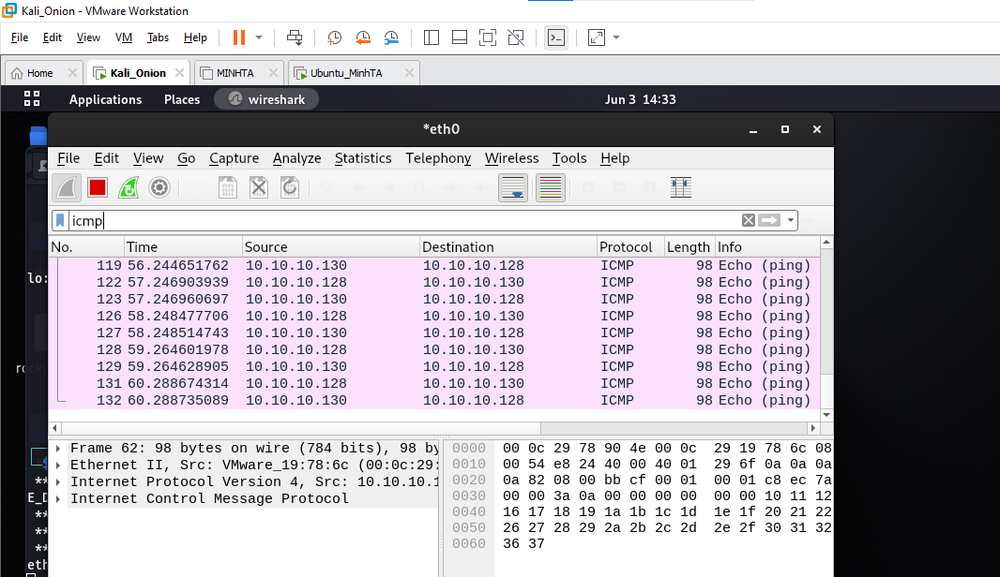 Kali_Onion - VMware Workstation
File Edit View VM Tabs Help
Home Kali_Onion MINHTA Ubuntu_MinhTA
Applications Places wireshark Jun 3 14:33
*eth0
File Edit View Go Capture Analyze Statistics Telephony Wireless Tools Help
icmp
No. Time Source Destination Protocol Length Info
119 56.244651762 10.10.10.130 10.10.10.128 ICMP 98 Echo (ping)
122 57.246903939 10.10.10.128 10.10.10.130 ICMP 98 Echo (ping)
lo:
123 57.246960697 10.10.10.130 10.10.10.128 ICMP 98 Echo (ping)
126 58.248477706 10.10.10.128 10.10.10.130 ICMP 98 Echo (ping)
127 58.248514743 10.10.10.130 10.10.10.128 ICMP 98 Echo (ping)
128 59.264601978 10.10.10.128 10.10.10.130 ICMP 98 Echo (ping)
129 59.264628905 10.10.10.130 10.10.10.128 ICMP 98 Echo (ping)
131 60.288674314 10.10.10.128 10.10.10.130 ICMP 98 Echo (ping)
132 60.288735089 10.10.10.130 10.10.10.128 ICMP 98 Echo (ping)
Frame 62: 98 bytes on wire (784 bits), 98 by
Ethernet II, Src: VMware_19:78:6c (00:0c:29:
Internet Protocol Version 4, Src: 10.10.10.1
Internet Control Message Protocol
0000 00 0c 29 78 90 4e 00 0c 29 19 78 6c 08
0010 00 54 e8 24 40 00 40 01 29 6f 0a 0a 0a
0020 0a 82 08 00 bb cf 00 01 00 01 c8 ec 7a
0030 00 00 3a 0a 00 00 00 00 00 00 10 11 12
0040 16 17 18 19 1a 1b 1c 1d 1e 1f 20 21 22
0050 26 27 28 29 2a 2b 2c 2d 2e 2f 30 31 32
0060 36 37
**
E_D
**
**
**
eth